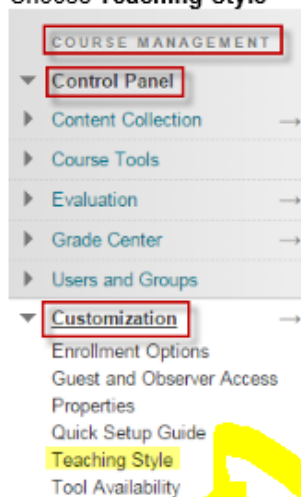 Choose Teaching Style
COURSE MANAGEMENT
Control Panel
Content Collection
Course Tools
Evaluation
Grade Center
Users and Groups
Customization
Enrollment Options
Guest and Observer Access
Properties
Quick Setup Guide
Teaching Style
Tool Availability